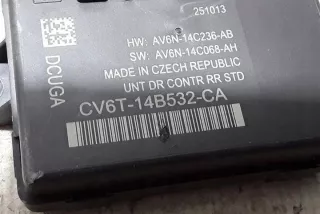 251013
HW: AV6N-14C236-AB
SW: AV6N-14C068-AH
MADE IN CZECH REPUBLIC
UNT DR CONTR RR STD
DCUGA
CV6T-14B532-CA